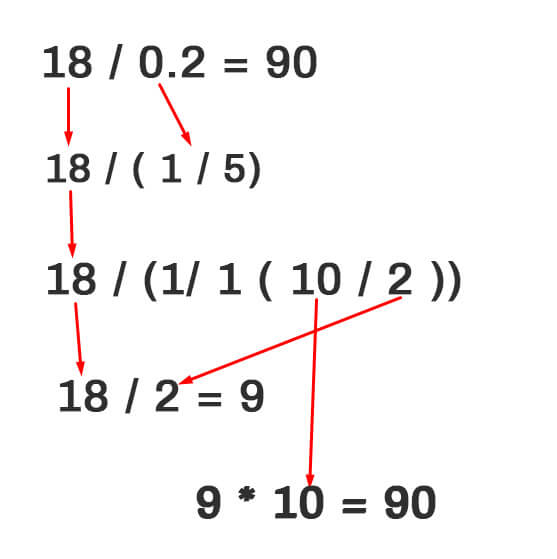 18 / 0.2 = 90
18 / ( 1 / 5)
18 / (1/ 1 ( 10 / 2 ))
18 / 2 = 9
9 * 10 = 90